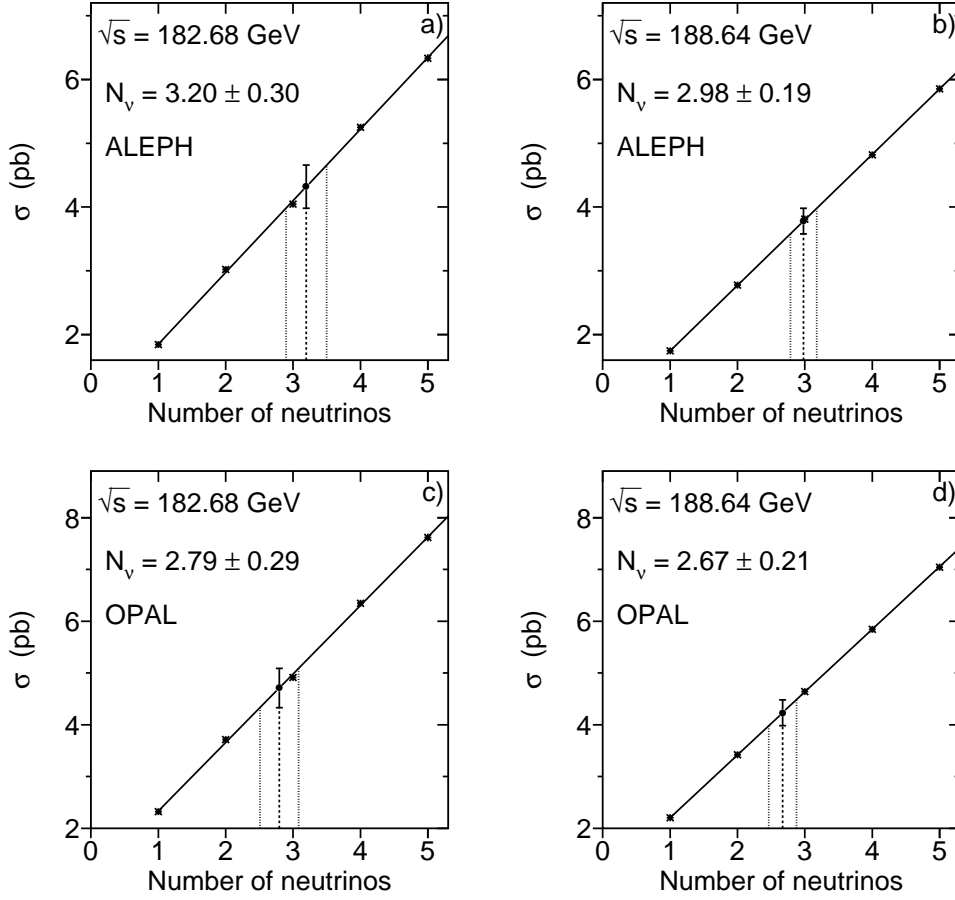 √s = 182.68 GeV
a)
N_ν = 3.20 ± 0.30
ALEPH
σ (pb)
6
4
2
0 1 2 3 4 5
Number of neutrinos
√s = 188.64 GeV
b)
N_ν = 2.98 ± 0.19
ALEPH
σ (pb)
6
4
2
0 1 2 3 4 5
Number of neutrinos
√s = 182.68 GeV
c)
N_ν = 2.79 ± 0.29
OPAL
σ (pb)
8
6
4
2
0 1 2 3 4 5
Number of neutrinos
√s = 188.64 GeV
d)
N_ν = 2.67 ± 0.21
OPAL
σ (pb)
8
6
4
2
0 1 2 3 4 5
Number of neutrinos